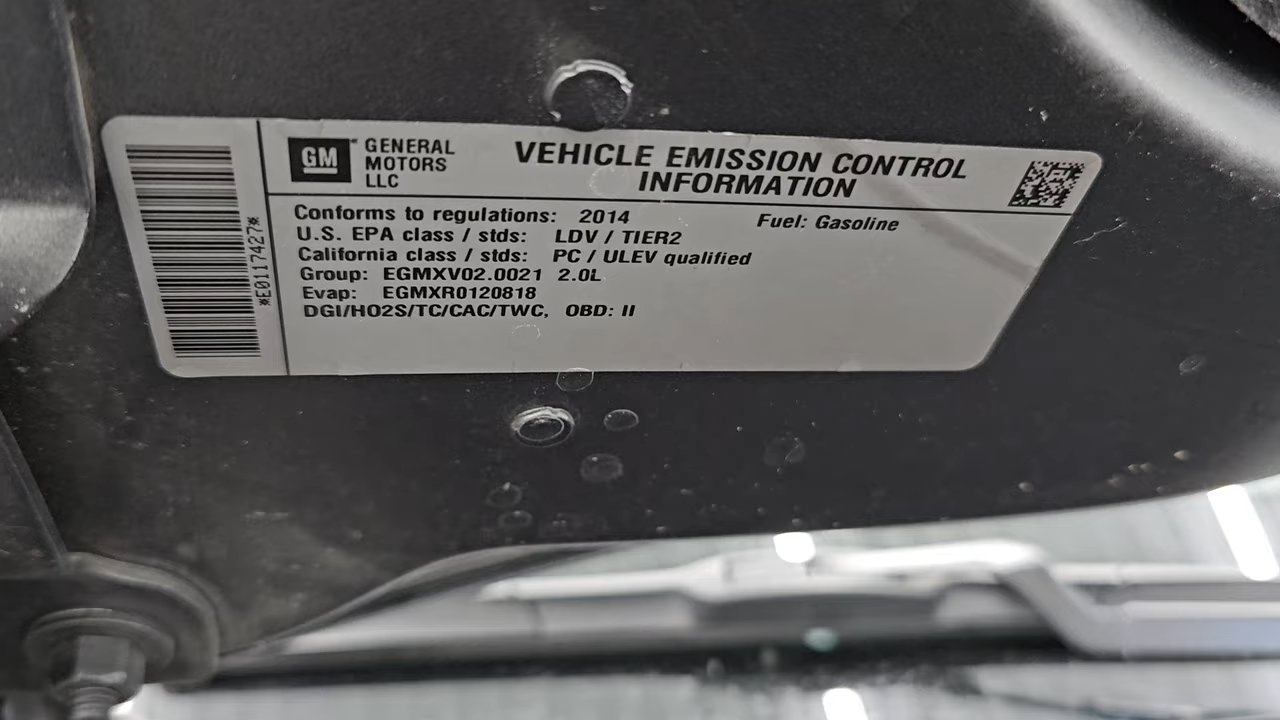 *E0117427*
GM
GENERAL
MOTORS
LLC
VEHICLE EMISSION CONTROL
INFORMATION
Conforms to regulations: 2014 Fuel: Gasoline
U.S. EPA class / stds: LDV / TIER2
California class / stds: PC / ULEV qualified
Group: EGMXV02.0021 2.0L
Evap: EGMXR0120818
DGI/HO2S/TC/CAC/TWC, OBD: II